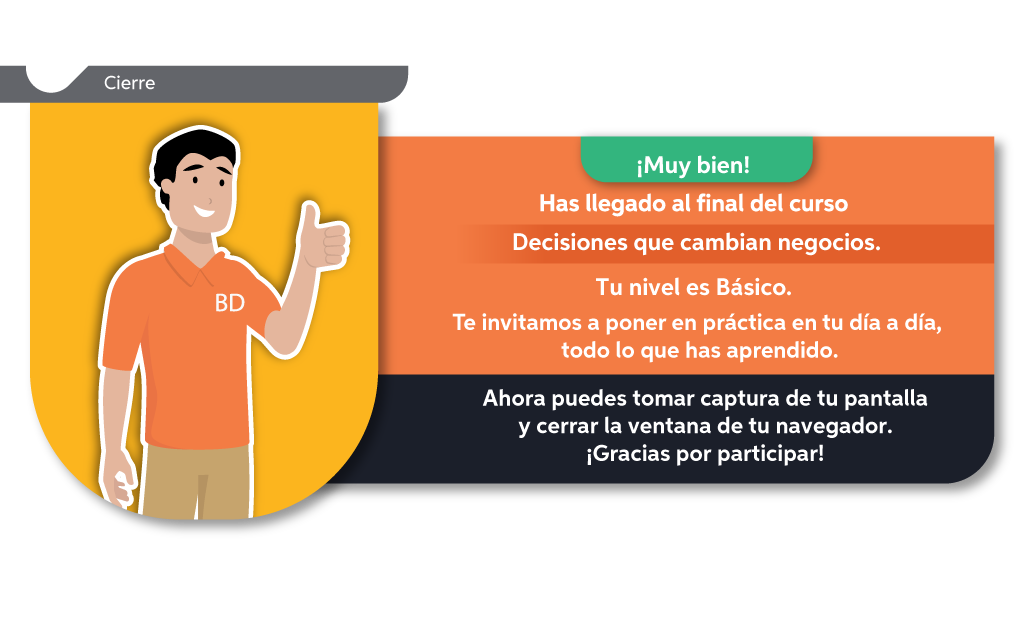 Cierre
¡Muy bien!
Has llegado al final del curso
Decisiones que cambian negocios.
Tu nivel es Básico.
Te invitamos a poner en práctica en tu día a día,
todo lo que has aprendido.
Ahora puedes tomar captura de tu pantalla
y cerrar la ventana de tu navegador.
¡Gracias por participar!
BD